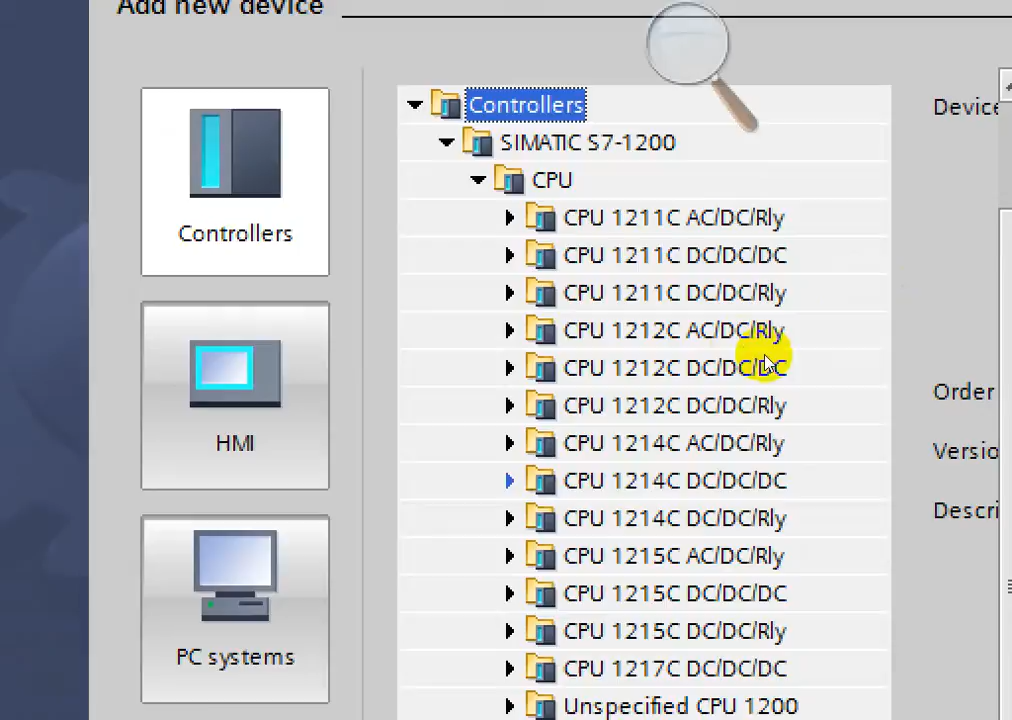 Add new device
Controllers
HMI
PC systems
Controllers
SIMATIC S7-1200
CPU
CPU 1211C AC/DC/Rly
CPU 1211C DC/DC/DC
CPU 1211C DC/DC/Rly
CPU 1212C AC/DC/Rly
CPU 1212C DC/DC/DC
CPU 1212C DC/DC/Rly
CPU 1214C AC/DC/Rly
CPU 1214C DC/DC/DC
CPU 1214C DC/DC/Rly
CPU 1215C AC/DC/Rly
CPU 1215C DC/DC/DC
CPU 1215C DC/DC/Rly
CPU 1217C DC/DC/DC
Unspecified CPU 1200
Device
Order
Versio
Descri